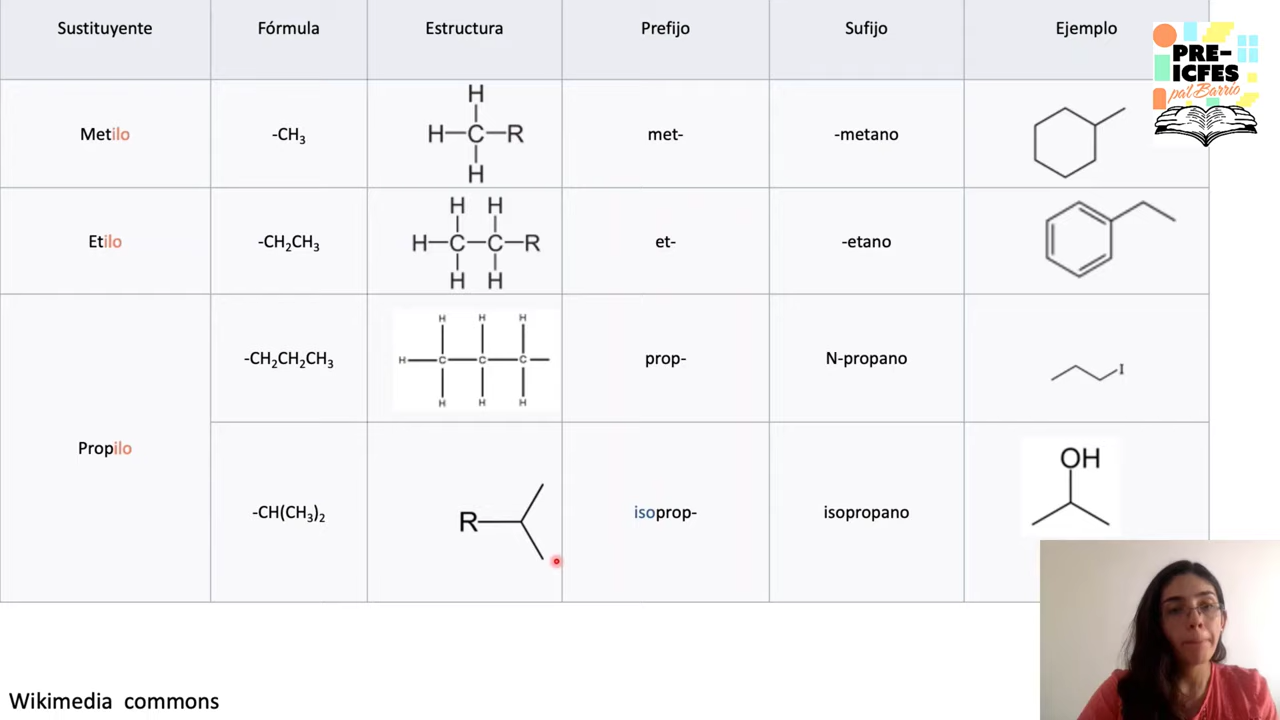 Sustituyente Fórmula Estructura Prefijo Sufijo Ejemplo
PRE-
ICFES
pa'l Barrio
Metilo -CH3 met- -metano
H
H C R
H
Etilo -CH2CH3 et- -etano
H H
H C C R
H H
Propilo
-CH2CH2CH3 prop- N-propano
H H H
H C C C
H H H
I
-CH(CH3)2 isoprop- isopropano
R
OH
Wikimedia commons